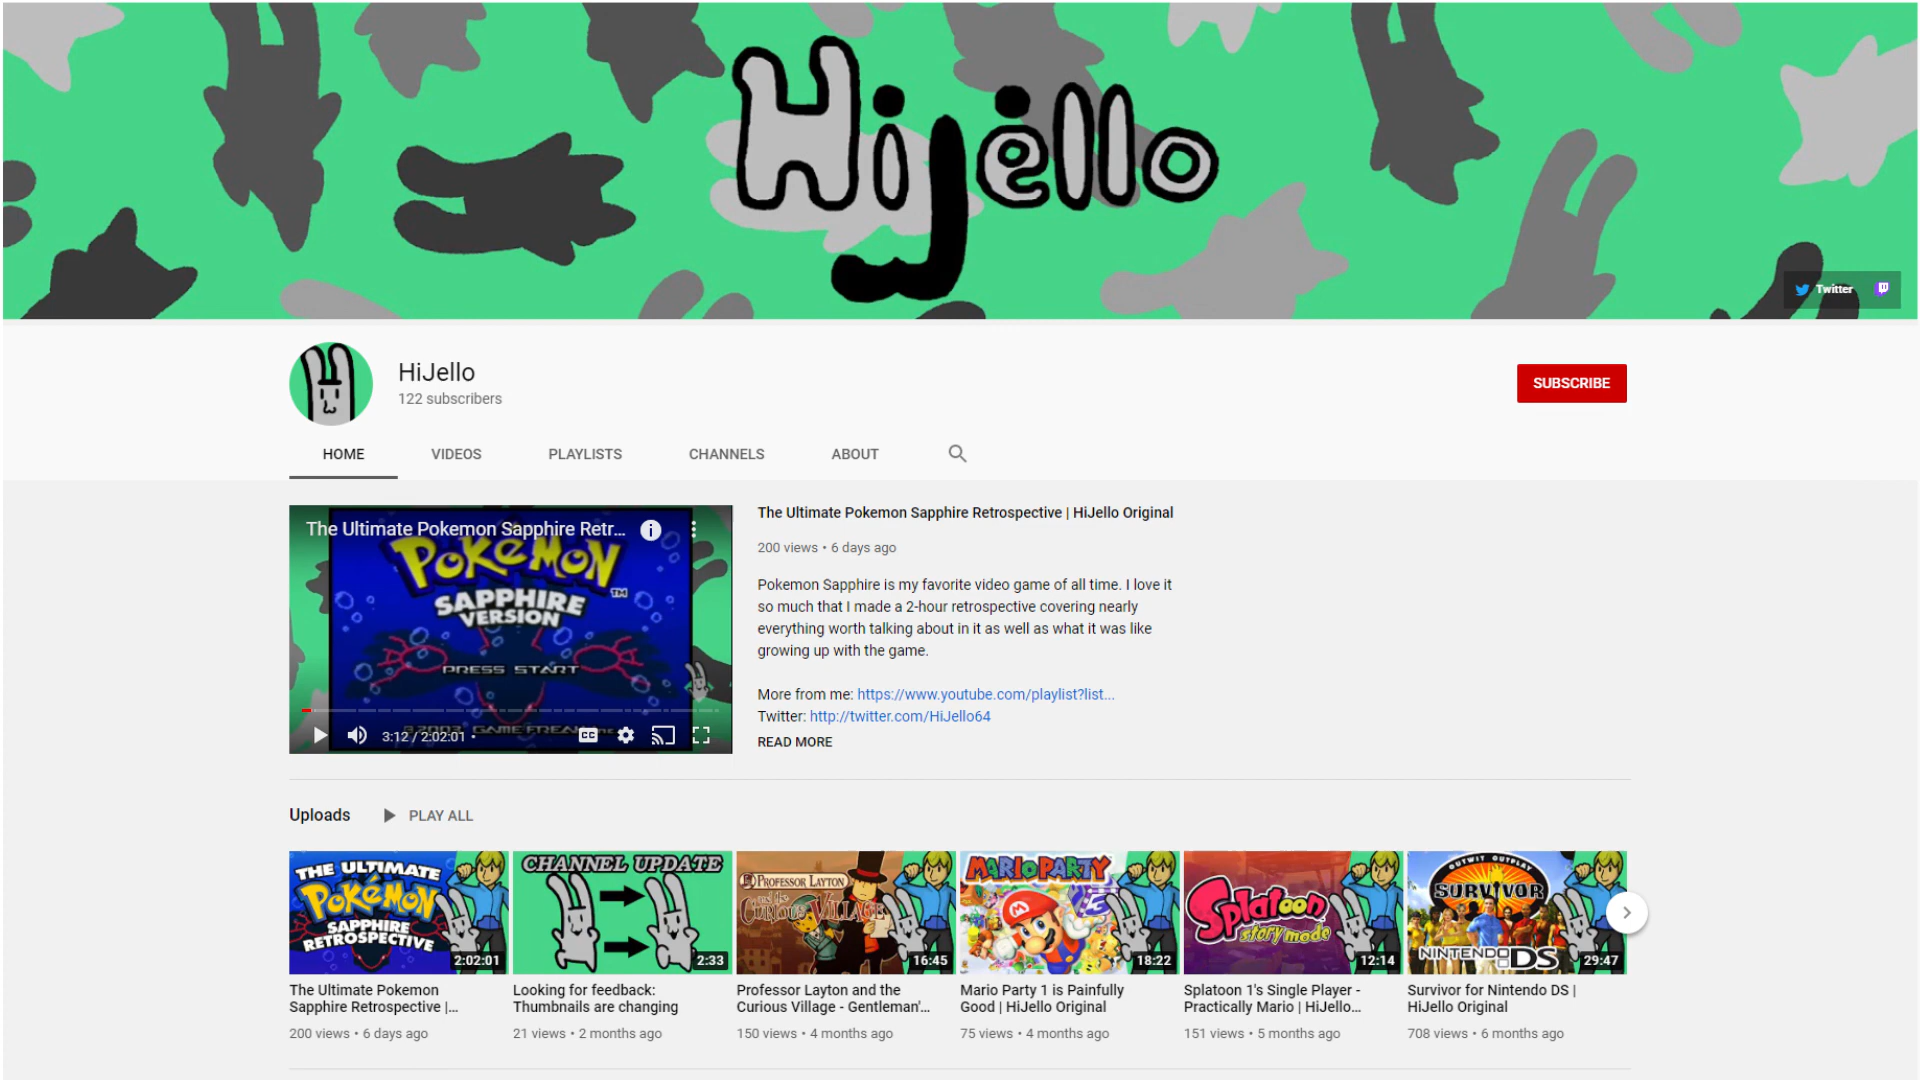 Hijello
Twitter
HiJello
122 subscribers
SUBSCRIBE
HOME
VIDEOS
PLAYLISTS
CHANNELS
ABOUT
The Ultimate Pokemon Sapphire Retr...
POKéMON
TM
SAPPHIRE
VERSION
PRESS START
3:12 / 2:02:01 •
CC
The Ultimate Pokemon Sapphire Retrospective | HiJello Original
200 views • 6 days ago
Pokemon Sapphire is my favorite video game of all time. I love it
so much that I made a 2-hour retrospective covering nearly
everything worth talking about in it as well as what it was like
growing up with the game.
More from me: https://www.youtube.com/playlist?list...
Twitter: http://twitter.com/HiJello64
READ MORE
Uploads
PLAY ALL
THE ULTIMATE
POKéMON
SAPPHIRE
RETROSPECTIVE
2:02:01
CHANNEL UPDATE
2:33
PROFESSOR LAYTON
and the
CURIOUS VILLAGE
16:45
MARIO PARTY
18:22
Splatoon
story mode
12:14
OUTWIT OUTPLAY
SURVIVOR
NINTENDO DS
29:47
The Ultimate Pokemon
Sapphire Retrospective |...
200 views • 6 days ago
Looking for feedback:
Thumbnails are changing
21 views • 2 months ago
Professor Layton and the
Curious Village - Gentleman'...
150 views • 4 months ago
Mario Party 1 is Painfully
Good | HiJello Original
75 views • 4 months ago
Splatoon 1's Single Player -
Practically Mario | HiJello...
151 views • 5 months ago
Survivor for Nintendo DS |
HiJello Original
708 views • 6 months ago